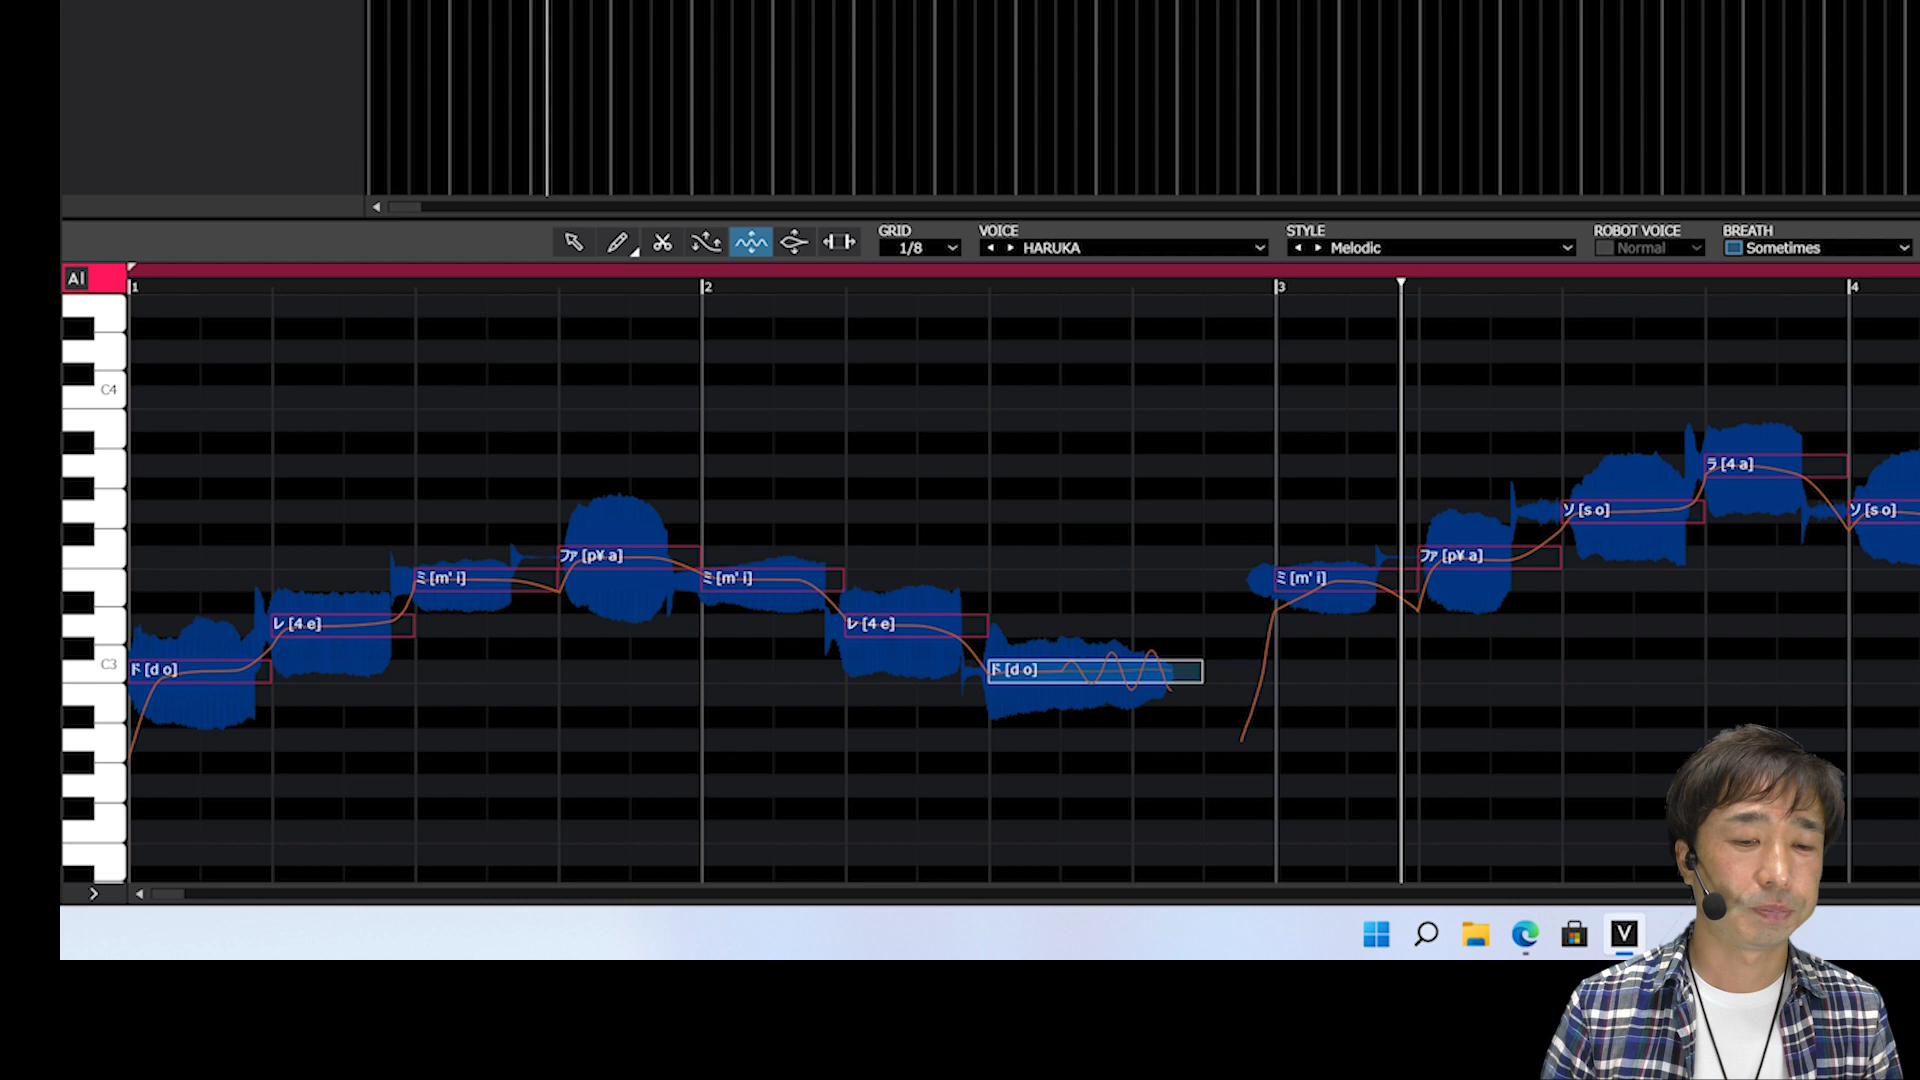 GRID
1/8
VOICE
HARUKA
STYLE
Melodic
ROBOT VOICE
Normal
BREATH
Sometimes
AI
1
2
3
4
C4
C3
ド [d o]
レ [4 e]
ミ [m' i]
ファ [p¥ a]
ミ [m' i]
レ [4 e]
ド [d o]
ミ [m' i]
ファ [p¥ a]
ソ [s o]
ラ [4 a]
ソ [s o]
V